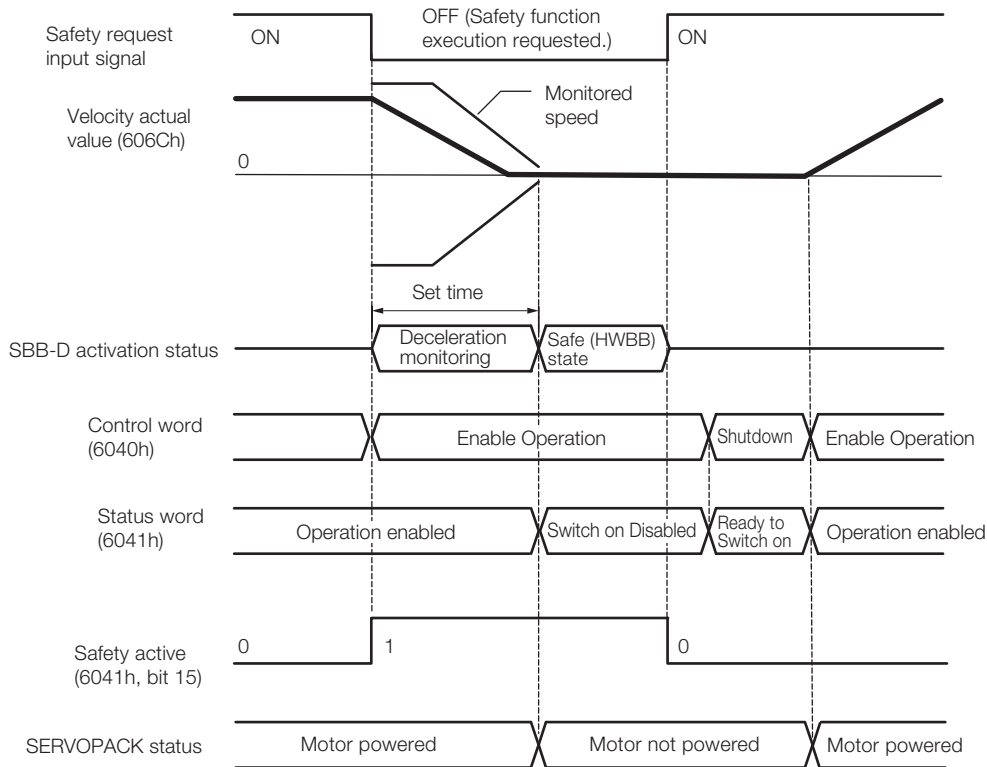 Safety request
input signal
ON
OFF (Safety function
execution requested.)
ON
Velocity actual
value (606Ch)
Monitored
speed
0
Set time
SBB-D activation status
Deceleration
monitoring
Safe (HWBB)
state
Control word
(6040h)
Enable Operation
Shutdown
Enable Operation
Status word
(6041h)
Operation enabled
Switch on Disabled
Ready to
Switch on
Operation enabled
Safety active
(6041h, bit 15)
0
1
0
SERVOPACK status
Motor powered
Motor not powered
Motor powered